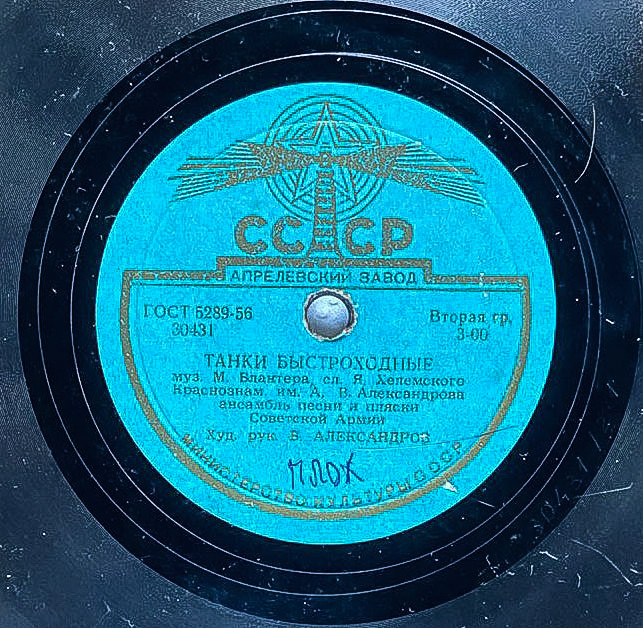 СССР
АПРЕЛЕВСКИЙ ЗАВОД
ГОСТ 5289-56
30431
Вторая гр.
3-00
ТАНКИ БЫСТРОХОДНЫЕ
муз. М. Блантера, сл. Я. Хелемского
Краснознам. им. А. В. Александрова
ансамбль песни и пляски
Советской Армии
Худ. рук. Б. АЛЕКСАНДРОВ
плох
МИНИСТЕРСТВО КУЛЬТУРЫ СССР